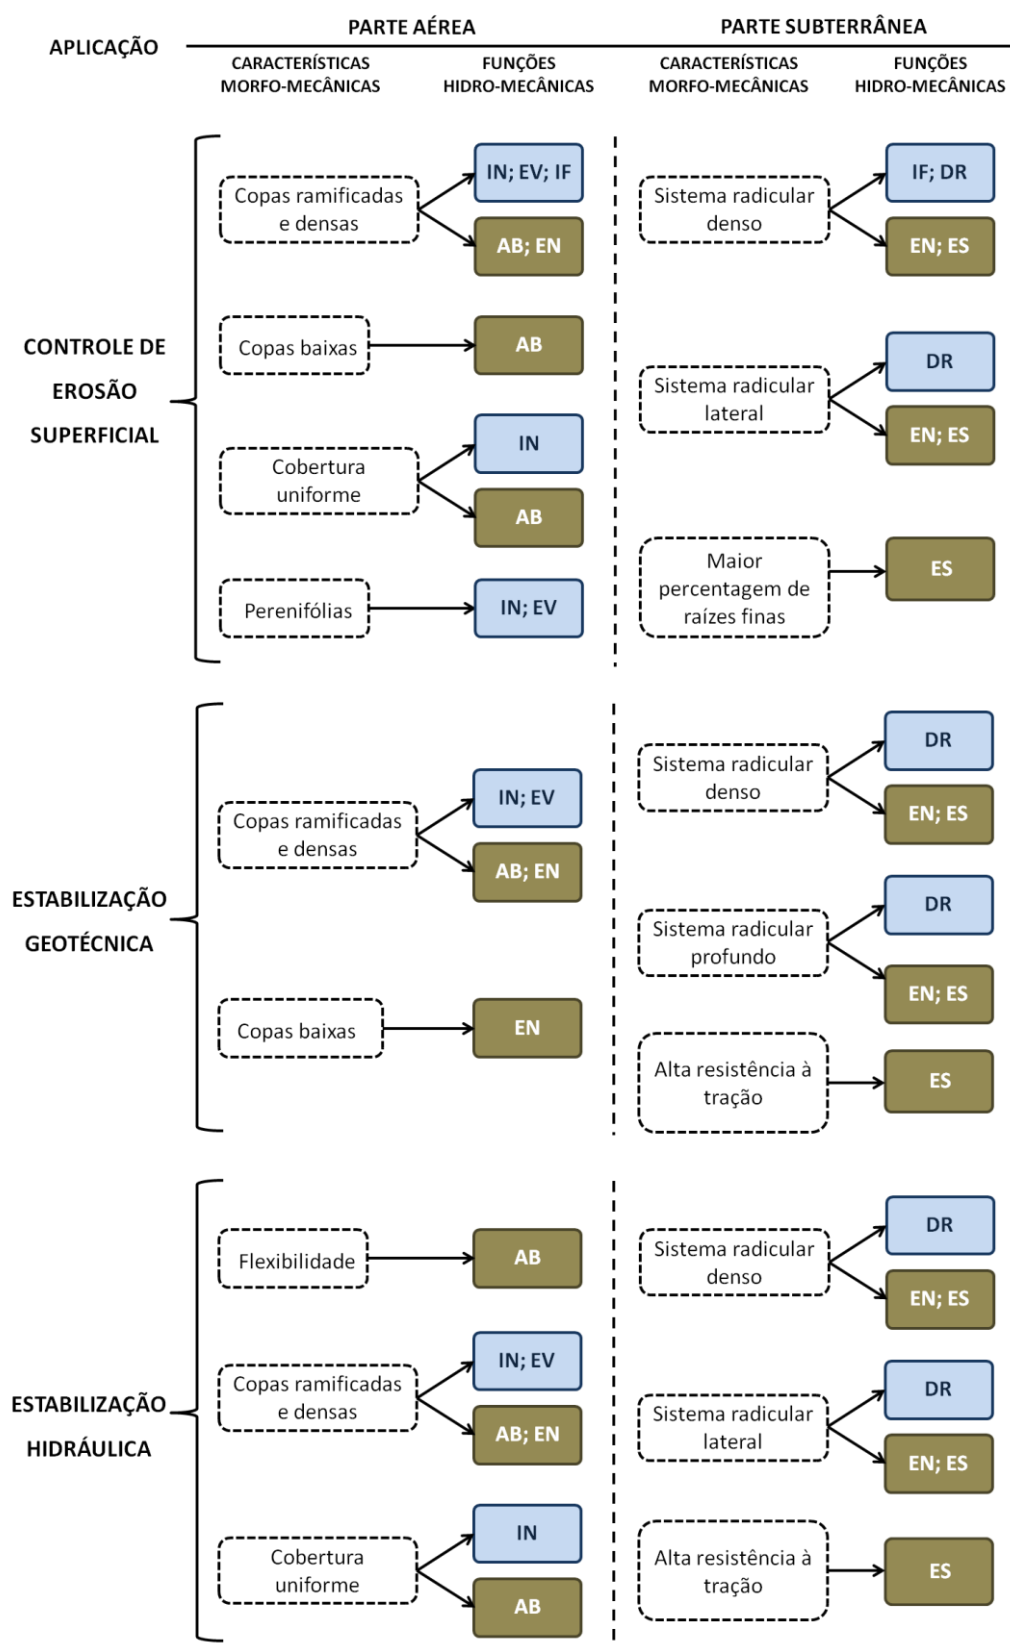 APLICAÇÃO
PARTE AÉREA
PARTE SUBTERRÂNEA
CARACTERÍSTICAS
MORFO-MECÂNICAS
FUNÇÕES
HIDRO-MECÂNICAS
CARACTERÍSTICAS
MORFO-MECÂNICAS
FUNÇÕES
HIDRO-MECÂNICAS
CONTROLE DE
EROSÃO
SUPERFICIAL
Copas ramificadas
e densas
IN; EV; IF
AB; EN
Copas baixas
AB
Cobertura
uniforme
IN
AB
Perenifólias
IN; EV
Sistema radicular
denso
IF; DR
EN; ES
Sistema radicular
lateral
DR
EN; ES
Maior
percentagem de
raízes finas
ES
ESTABILIZAÇÃO
GEOTÉCNICA
Copas ramificadas
e densas
IN; EV
AB; EN
Copas baixas
EN
Sistema radicular
denso
DR
EN; ES
Sistema radicular
profundo
DR
EN; ES
Alta resistência à
tração
ES
ESTABILIZAÇÃO
HIDRÁULICA
Flexibilidade
AB
Copas ramificadas
e densas
IN; EV
AB; EN
Cobertura
uniforme
IN
AB
Sistema radicular
denso
DR
EN; ES
Sistema radicular
lateral
DR
EN; ES
Alta resistência à
tração
ES